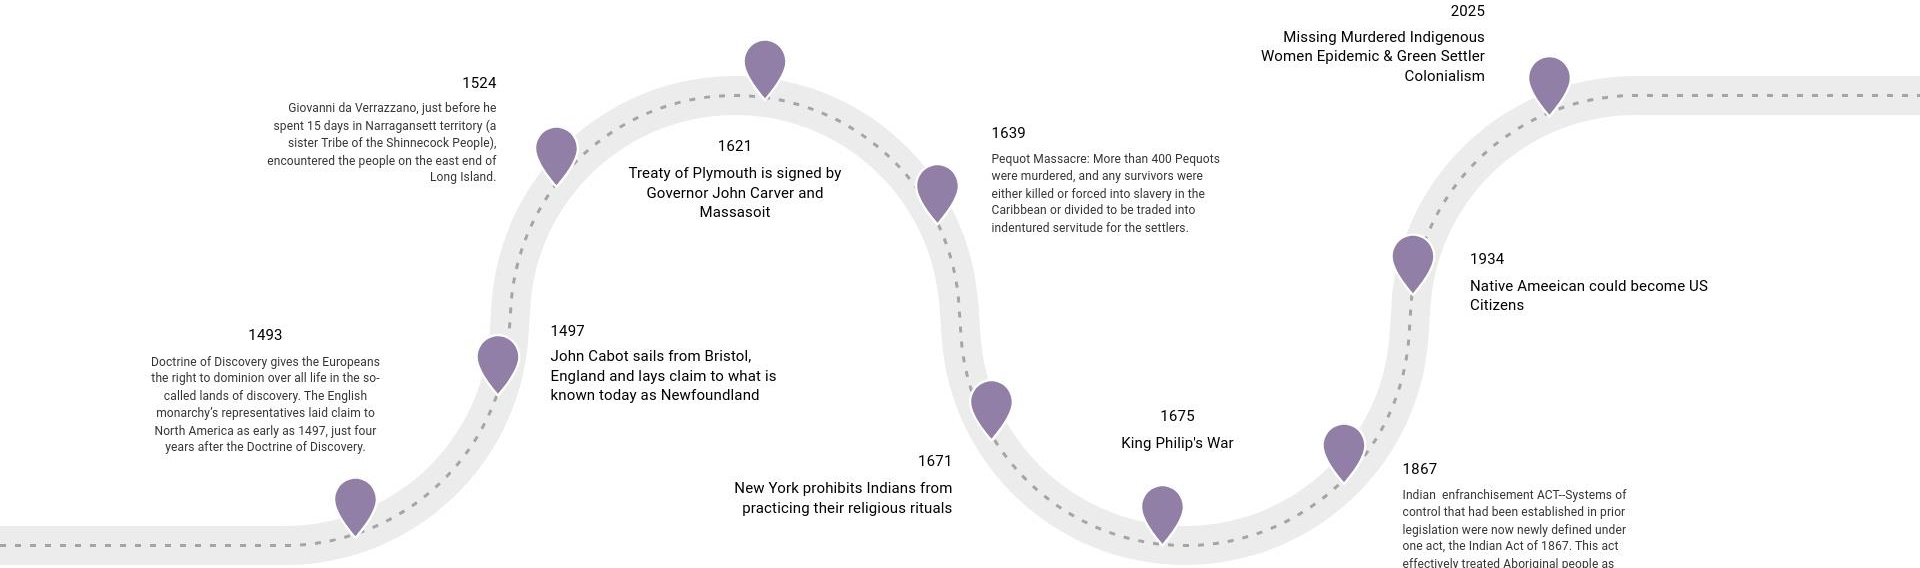 1493
Doctrine of Discovery gives the Europeans
the right to dominion over all life in the so-
called lands of discovery. The English
monarchy's representatives laid claim to
North America as early as 1497, just four
years after the Doctrine of Discovery.
1497
John Cabot sails from Bristol,
England and lays claim to what is
known today as Newfoundland
1524
Giovanni da Verrazzano, just before he
spent 15 days in Narragansett territory (a
sister Tribe of the Shinnecock People),
encountered the people on the east end of
Long Island.
1621
Treaty of Plymouth is signed by
Governor John Carver and
Massasoit
1639
Pequot Massacre: More than 400 Pequots
were murdered, and any survivors were
either killed or forced into slavery in the
Caribbean or divided to be traded into
indentured servitude for the settlers.
1671
New York prohibits Indians from
practicing their religious rituals
1675
King Philip's War
1867
Indian  enfranchisement ACT--Systems of
control that had been established in prior
legislation were now newly defined under
one act, the Indian Act of 1867. This act
effectively treated Aboriginal people as
1934
Native Ameeican could become US
Citizens
2025
Missing Murdered Indigenous
Women Epidemic & Green Settler
Colonialism